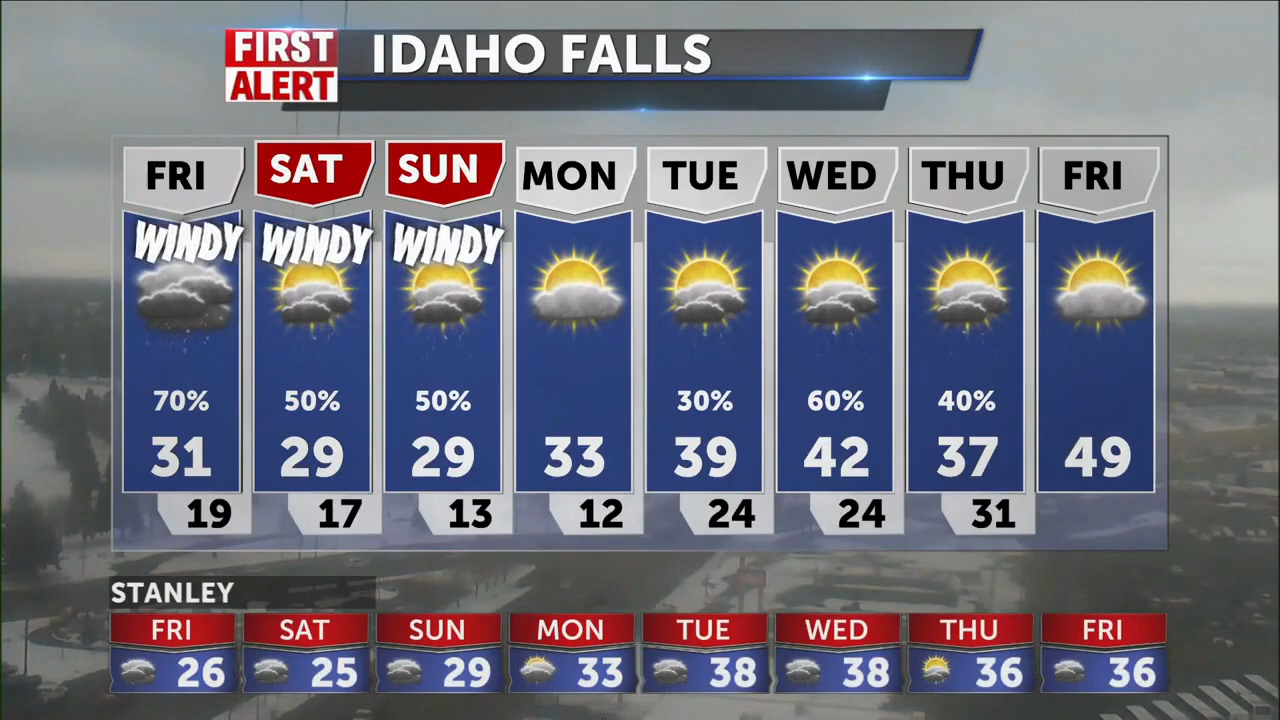 FIRST
ALERT
IDAHO FALLS
FRI SAT SUN MON TUE WED THU FRI
WINDY WINDY WINDY
70% 50% 50% 30% 60% 40%
31 29 29 33 39 42 37 49
19 17 13 12 24 24 31
STANLEY
FRI SAT SUN MON TUE WED THU FRI
26 25 29 33 38 38 36 36